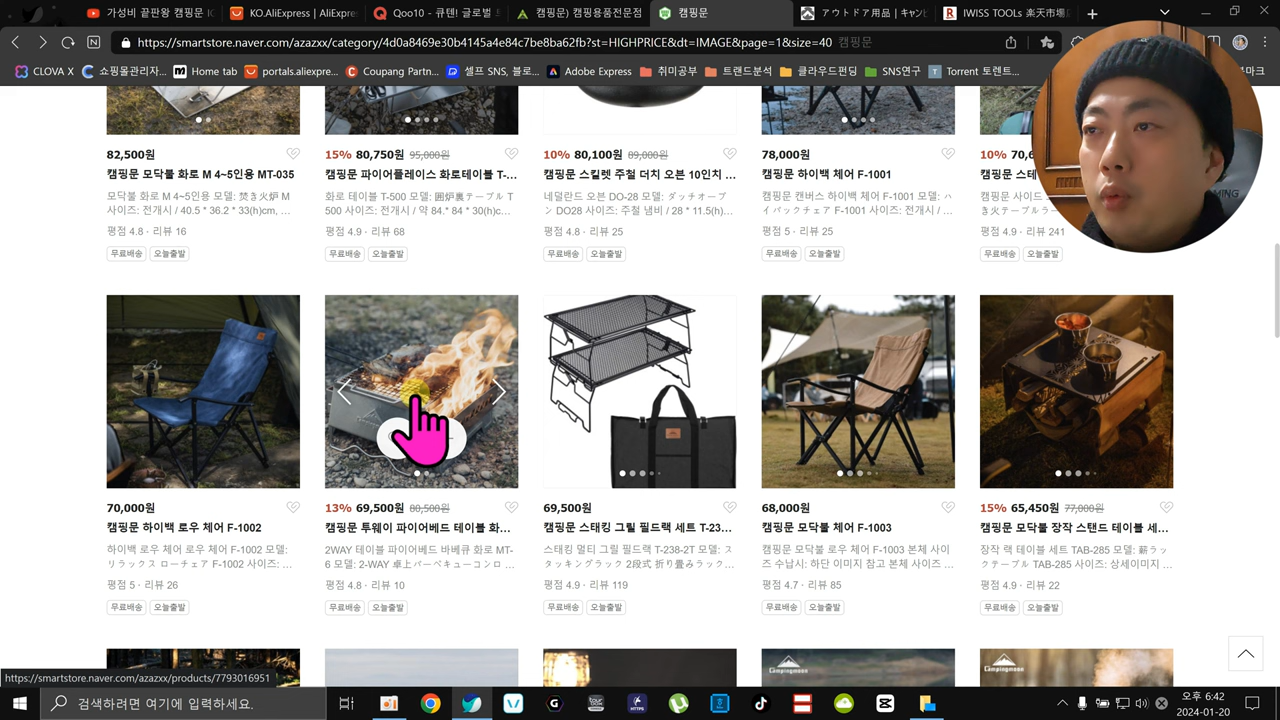 가성비 끝판왕 캠핑문
KO.AliExpress | AliExpre
Qoo10 - 큐텐! 글로벌
캠핑문) 캠핑용품전문점
캠핑문
アウトドア用品 | キャン
IWISS TOOLs 楽天市場
https://smartstore.naver.com/azazxx/category/4d0a8469e30b4145a4e84c7be8ba62fb?st=HIGHPRICE&dt=IMAGE&page=1&size=40 캠핑문
CLOVA X
쇼핑몰관리자...
Home tab
portals.aliexpre...
Coupang Partn...
셀프 SNS, 블로...
Adobe Express
취미공부
트렌드분석
클라우드펀딩
SNS연구
Torrent 토렌트...
마크
82,500원
15% 80,750원 95,000원
10% 80,100원 89,000원
78,000원
10% 70,6
캠핑문 모닥불 화로 M 4~5인용 MT-035
캠핑문 파이어플레이스 화로테이블 T-...
캠핑문 스킬렛 주철 더치 오븐 10인치 ...
캠핑문 하이백 체어 F-1001
캠핑문 스테
모닥불 화로 M 4~5인용 모델: 焚き火炉 M
사이즈: 전개시 / 40.5 * 36.2 * 33(h)cm, ...
화로 테이블 T-500 모델: 囲炉裏テーブル T
500 사이즈: 전개시 / 약 84.* 84 * 30(h)c...
네덜란드 오븐 DO-28 모델: ダッチオーブ
ン DO28 사이즈: 주철 냄비 / 28 * 11.5(h)...
캠핑문 캔버스 하이백 체어 F-1001 모델: ハ
イバックチェア F-1001 사이즈: 전개시 / ...
캠핑문 사이드
き火テーブルラー
평점 4.8 · 리뷰 16
평점 4.9 · 리뷰 68
평점 4.8 · 리뷰 25
평점 5 · 리뷰 25
평점 4.9 · 리뷰 241
무료배송 오늘출발
무료배송 오늘출발
무료배송 오늘출발
무료배송 오늘출발
무료배송 오늘출발
70,000원
13% 69,500원 80,500원
69,500원
68,000원
15% 65,450원 77,000원
캠핑문 하이백 로우 체어 F-1002
캠핑문 투웨이 파이어베드 테이블 화...
캠핑문 스태킹 그릴 필드랙 세트 T-23...
캠핑문 모닥불 체어 F-1003
캠핑문 모닥불 장작 스탠드 테이블 세...
하이백 로우 체어 로우 체어 F-1002 모델:
リラックス ローチェア F-1002 사이즈: ...
2WAY 테이블 파이어베드 바베큐 화로 MT-
6 모델: 2-WAY 卓上バーベキューコンロ ...
스태킹 멀티 그릴 필드랙 T-238-2T 모델: ス
タッキングラック 2段式 折り畳みラック...
캠핑문 모닥불 로우 체어 F-1003 본체 사이
즈 수납시: 하단 이미지 참고 본체 사이즈 ...
장작 랙 테이블 세트 TAB-285 모델: 薪ラッ
クテーブル TAB-285 사이즈: 상세이미지 ...
평점 5 · 리뷰 26
평점 4.8 · 리뷰 10
평점 4.9 · 리뷰 119
평점 4.7 · 리뷰 85
평점 4.9 · 리뷰 22
무료배송 오늘출발
무료배송 오늘출발
무료배송 오늘출발
무료배송 오늘출발
무료배송 오늘출발
Campingmoon
Campingmoon
https://smartstore.naver.com/azazxx/products/7793016951
검색하려면 여기에 입력하세요.
오후 6:42
2024-01-20